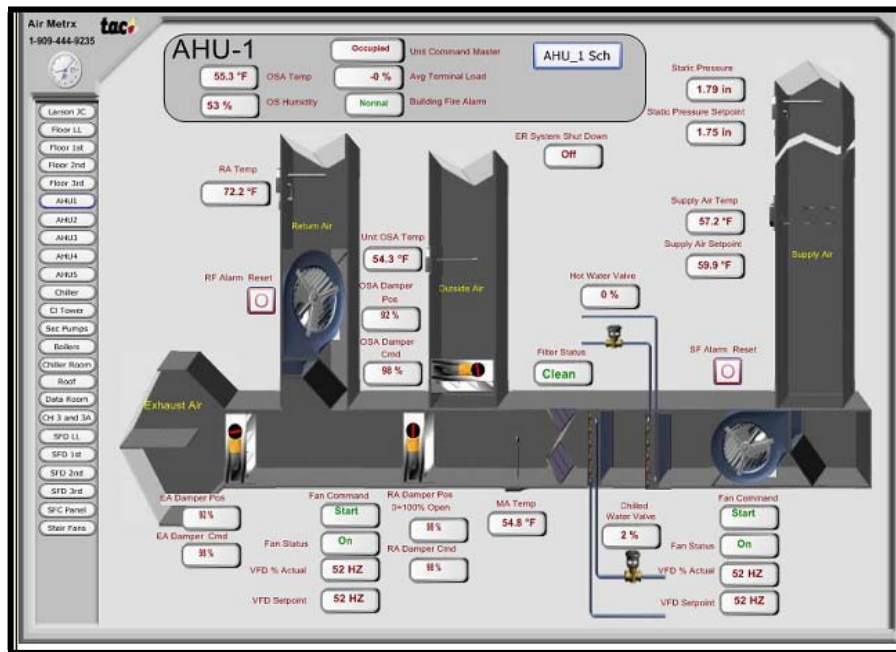 Air Metrx
tac
1-909-444-9235
AHU-1
Occupied
Unit Command Master
AHU_1 Sch
55.3 °F
OSA Temp
-0 %
Avg Terminal Load
53 %
OS Humidity
Normal
Building Fire Alarm
Static Pressure
1.79 in
Static Pressure Setpoint
1.75 in
ER System Shut Down
Off
Larson JC
Floor LL
Floor 1st
Floor 2nd
Floor 3rd
AHU1
AHU2
AHU3
AHU4
AHU5
Chiller
CI Tower
Sec Pumps
Boilers
Chiller Room
Roof
Data Room
CH 3 and 3A
SFD LL
SFD 1st
SFD 2nd
SFD 3rd
SFC Panel
Stair Fans
RA Temp
72.2 °F
Return Air
Unit OSA Temp
54.3 °F
Outside Air
Supply Air Temp
57.2 °F
Supply Air Setpoint
59.9 °F
Supply Air
RF Alarm Reset
OSA Damper
Pos
92 %
OSA Damper
Cmd
98 %
Hot Water Valve
0 %
Filter Status
Clean
SF Alarm Reset
Exhaust Air
EA Damper Pos
92 %
EA Damper Cmd
98 %
Fan Command
Start
Fan Status
On
VFD % Actual
52 HZ
VFD Setpoint
52 HZ
RA Damper Pos
0=100% Open
RA Damper Cmd
98 %
MA Temp
54.8 °F
Chilled
Water Valve
2 %
Fan Command
Start
Fan Status
On
VFD % Actual
52 HZ
VFD Setpoint
52 HZ